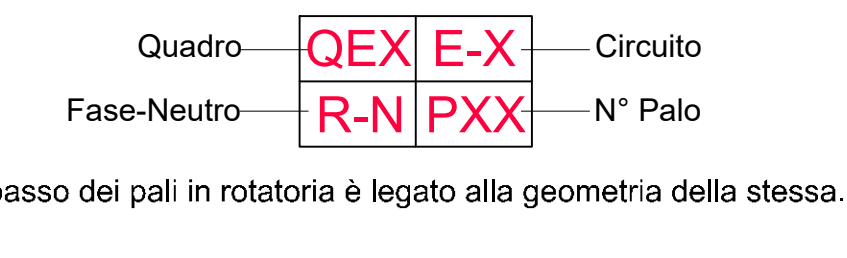 Quadro QEX E-X Circuito
Fase-Neutro R-N PXX N° Palo
passo dei pali in rotatoria è legato alla geometria della stessa.